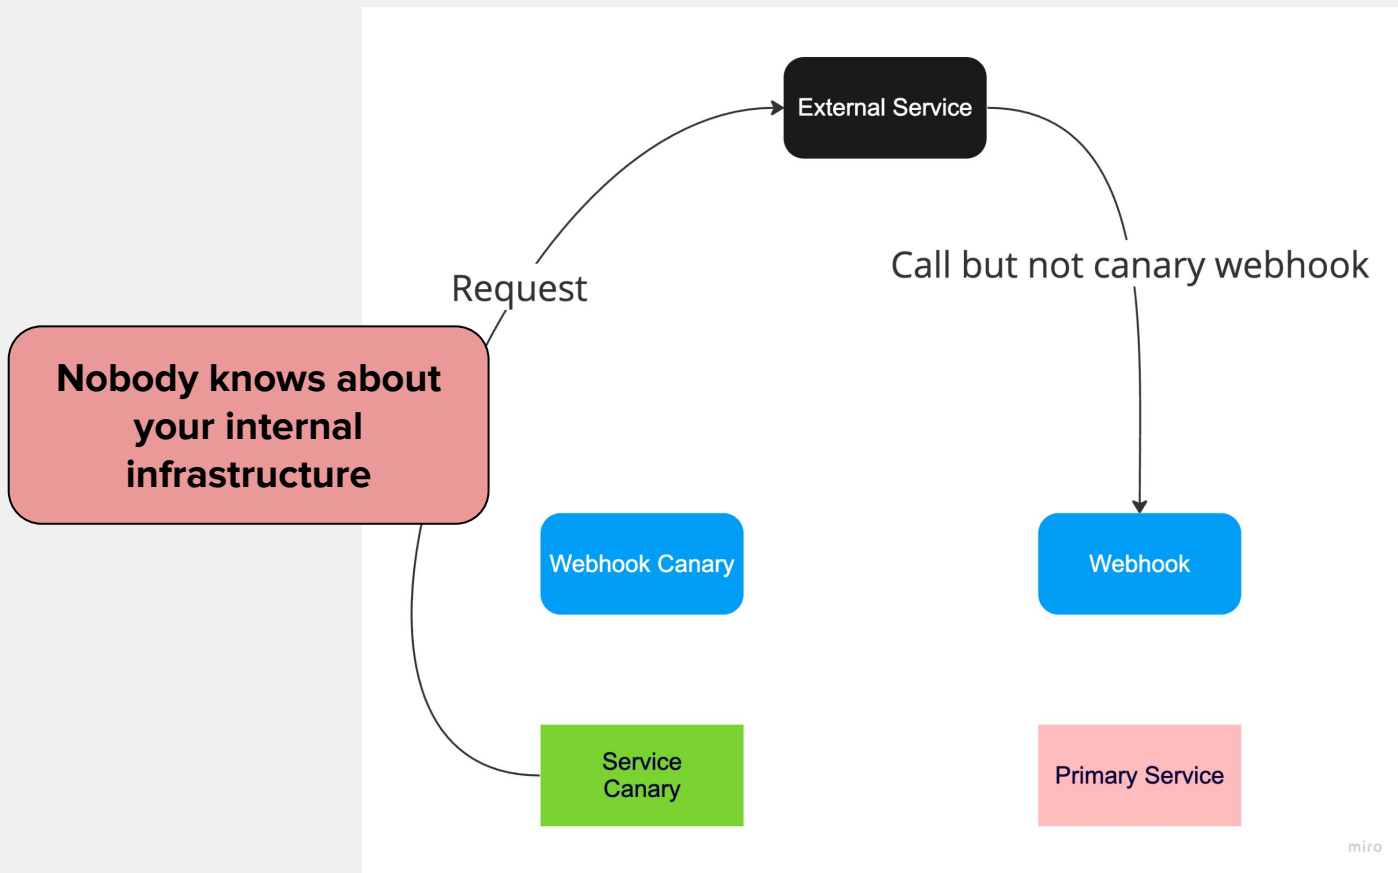 External Service
Call but not canary webhook
Request
Nobody knows about
your internal
infrastructure
Webhook Canary
Webhook
Service
Canary
Primary Service
miro